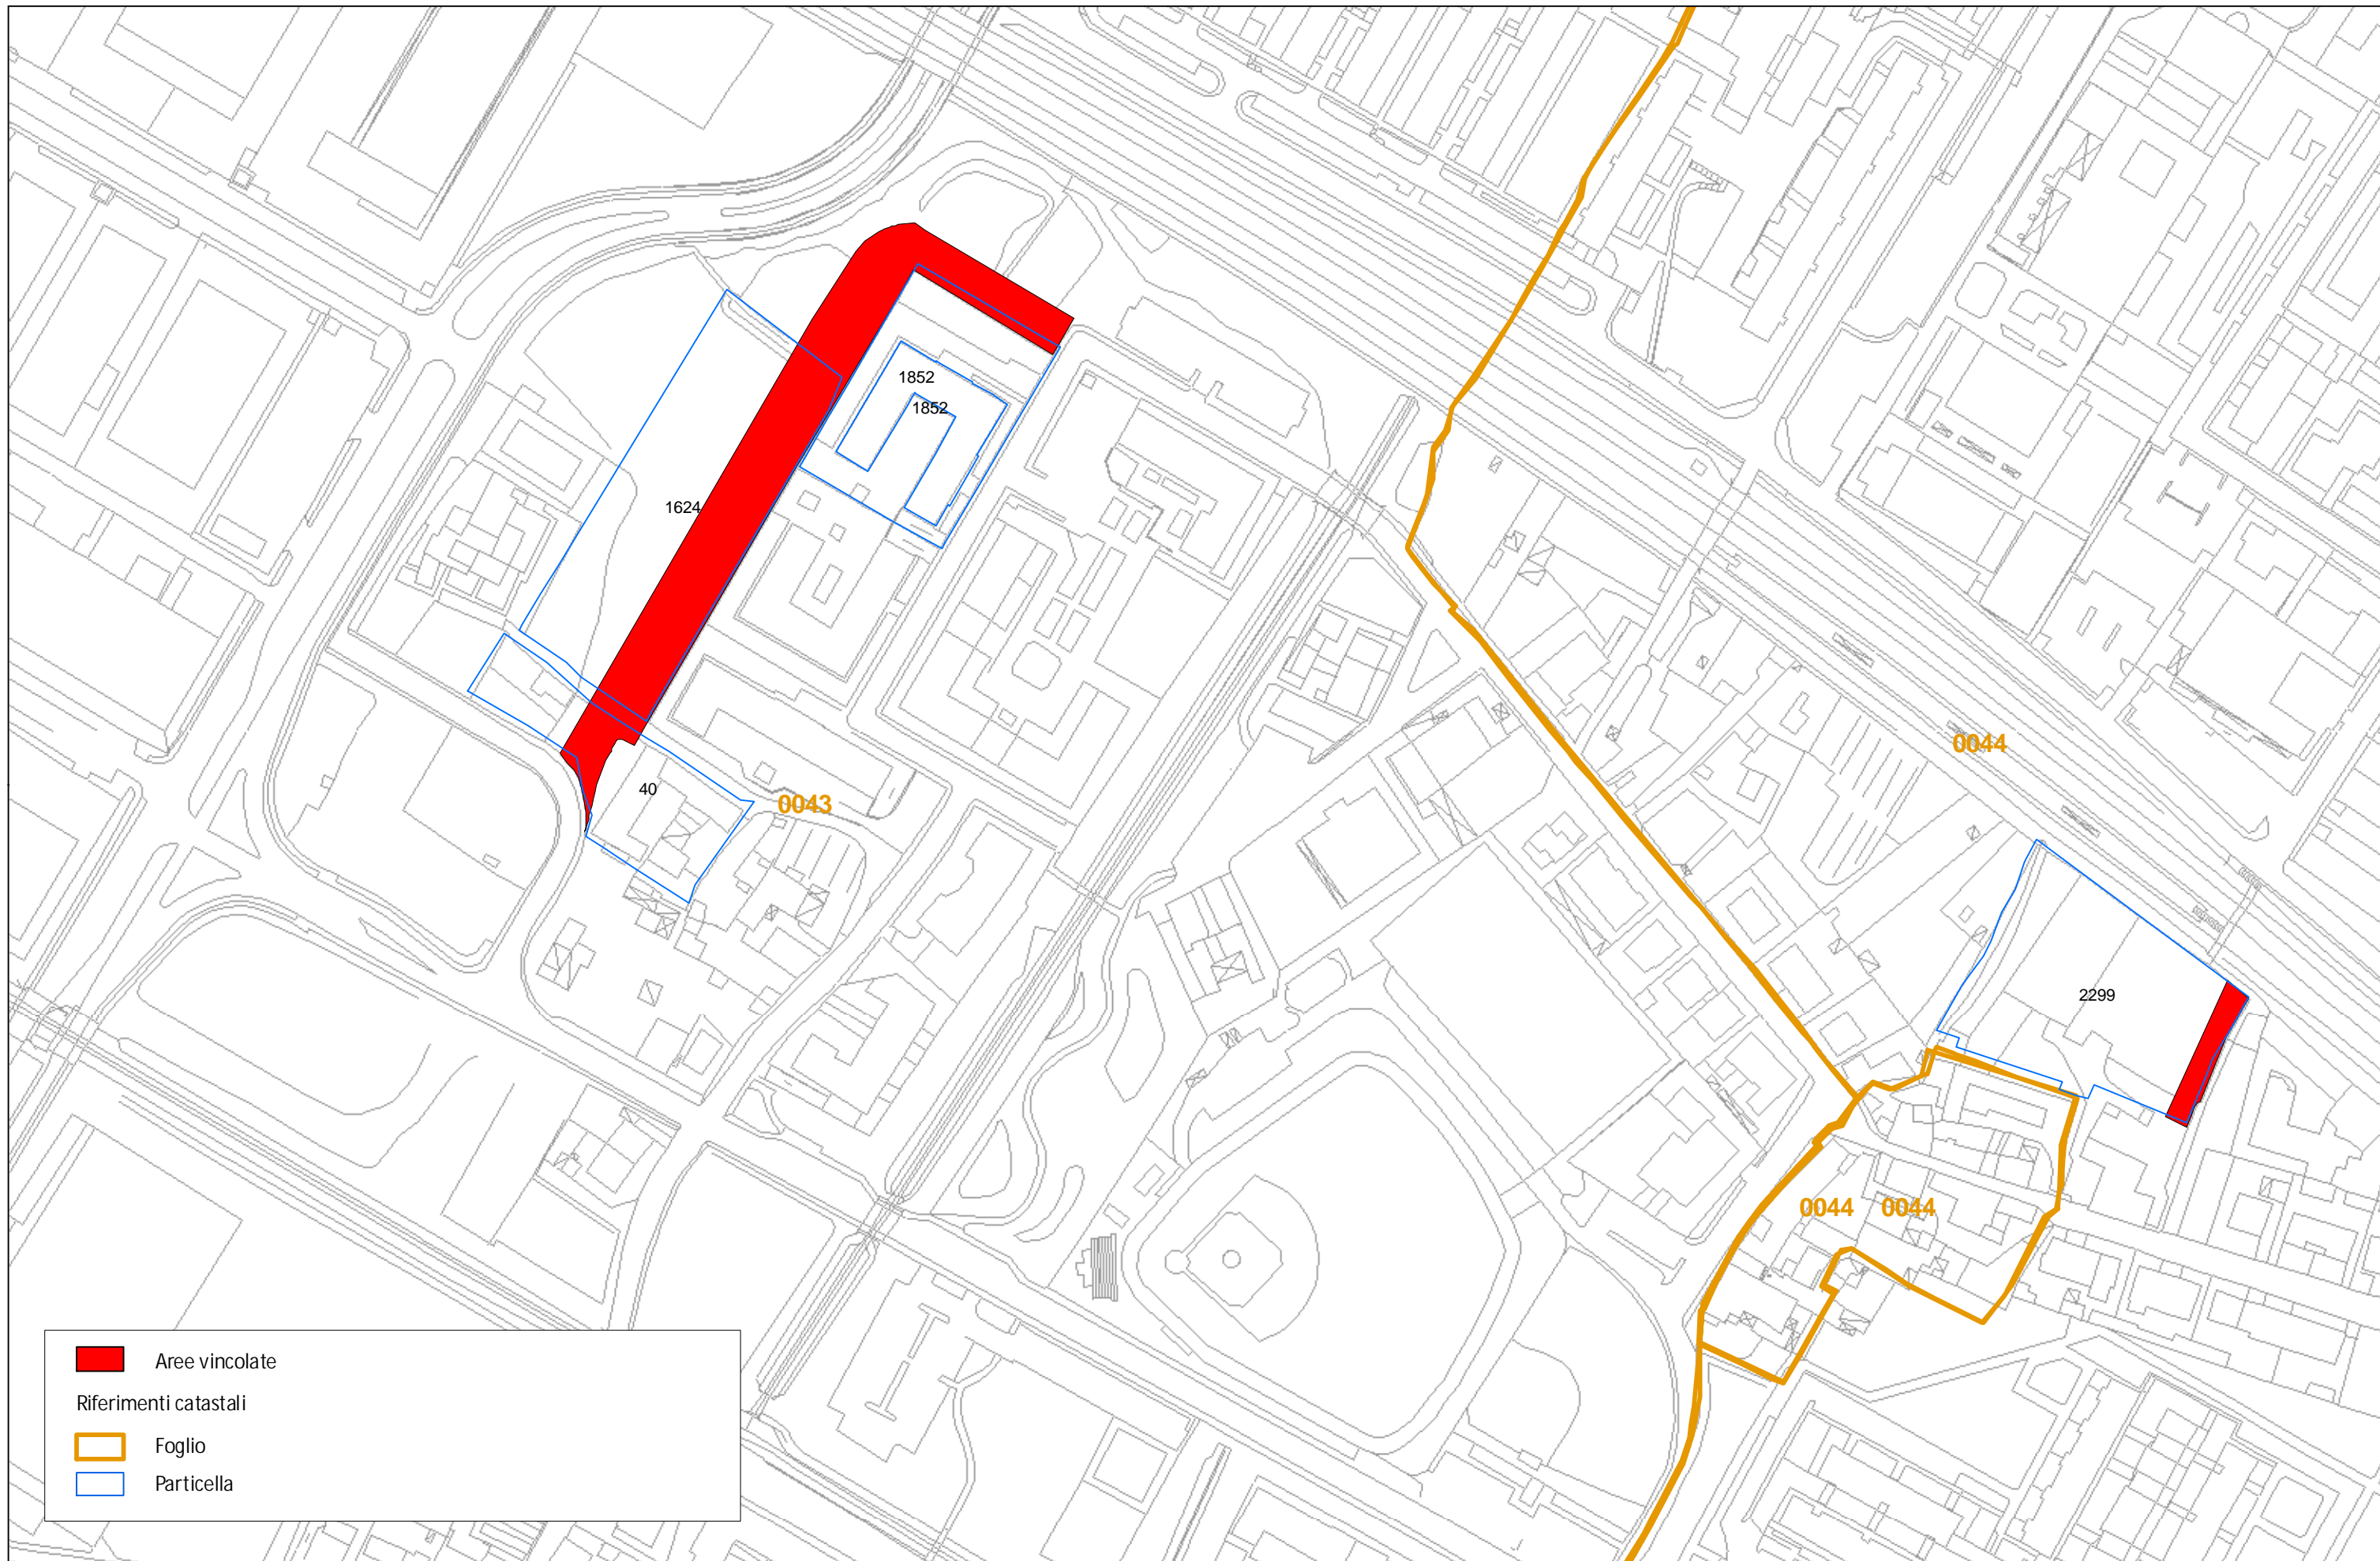 1852
1852
1624
0044
40
0043
2299
0044
0044
Aree vincolate
Riferimenti catastali
Foglio
Particella